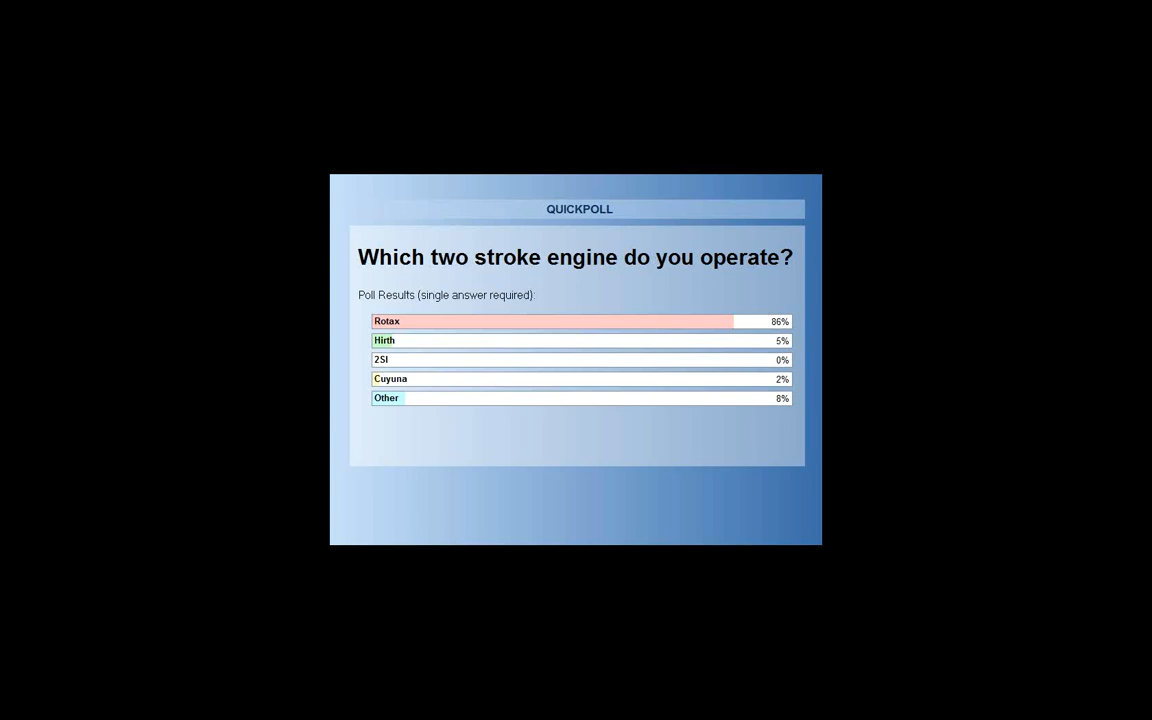 QUICKPOLL
Which two stroke engine do you operate?
Poll Results (single answer required):
Rotax 86%
Hirth 5%
2SI 0%
Cuyuna 2%
Other 8%